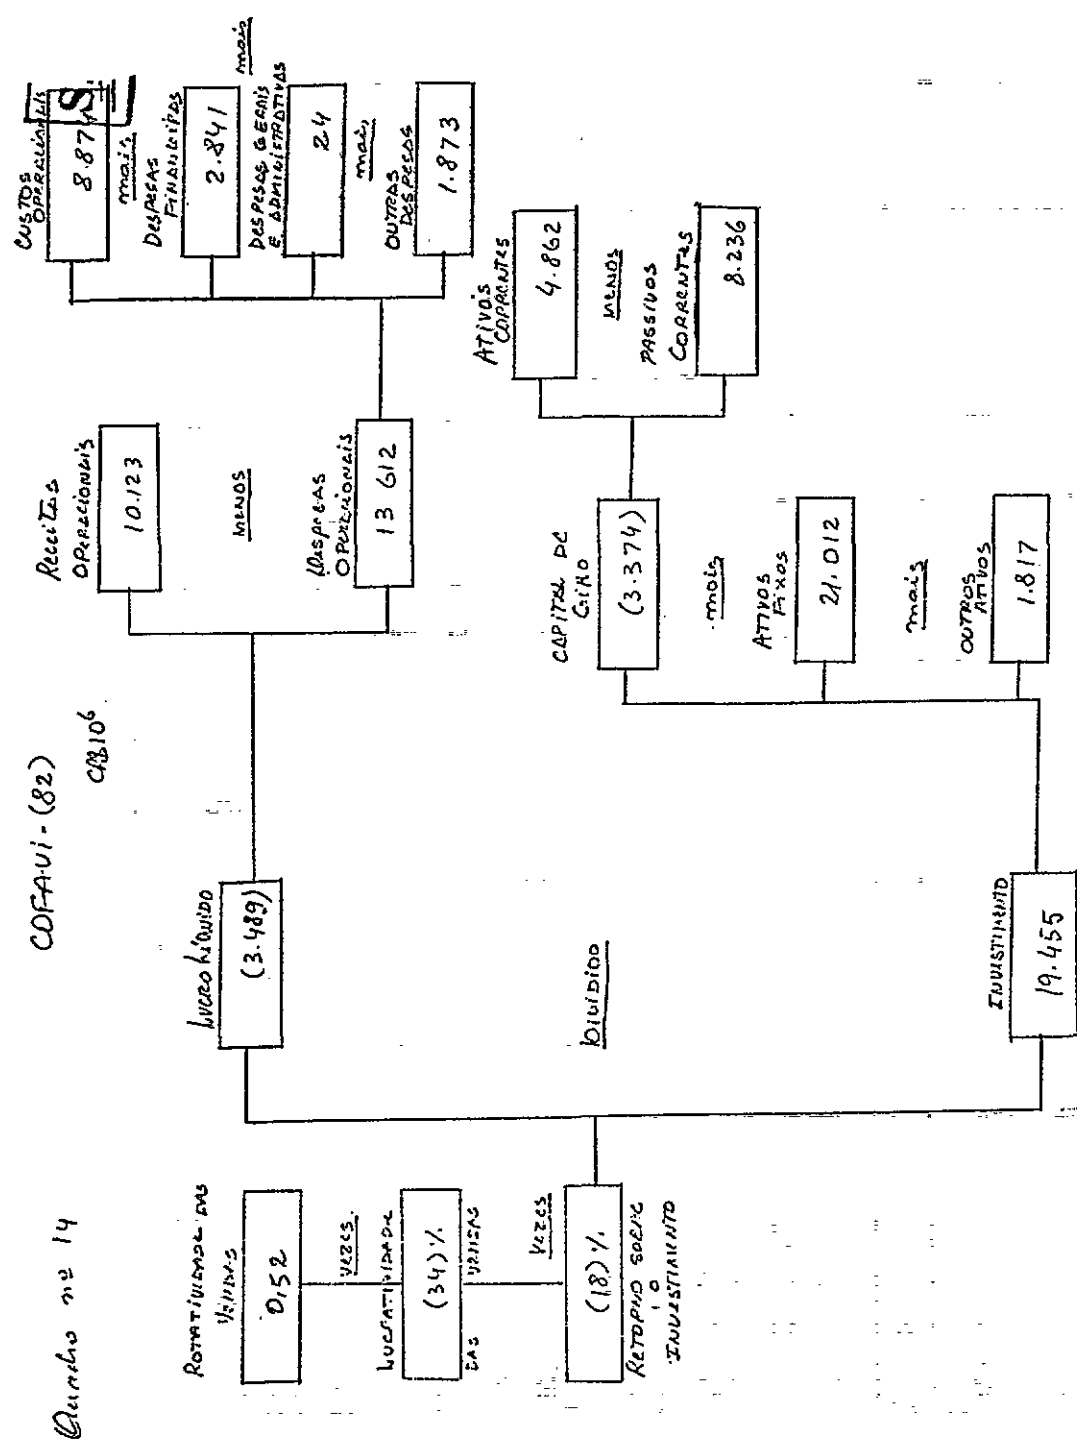 Quadro nº 14
COFAVI - (82)
CR$10⁶
ROTATIVIDADE DAS
VENDAS
0,52
VEZES
LUCRATIVIDADE
(34)%
DAS VENDAS
VEZES
(18)%
RETORNO SOBRE
O
INVESTIMENTO
LUCRO LÍQUIDO
(3.489)
DIVIDIDO
INVESTIMENTO
19.455
Receitas
OPERACIONAIS
10.123
MENOS
Despesas
OPERACIONAIS
13 612
CAPITAL DE
GIRO
(3.374)
mais
ATIVOS
FIXOS
21.012
mais
OUTROS
ATIVOS
1.817
CUSTOS
OPERACIONAIS
8.874
mais
DESPESAS
FINANCEIRAS
2.841
mais
DESPESAS GERAIS
E ADMINISTRATIVAS
24
mais
OUTRAS
DESPESAS
1.873
ATIVOS
CORRENTES
4.862
MENOS
PASSIVOS
CORRENTES
8.236